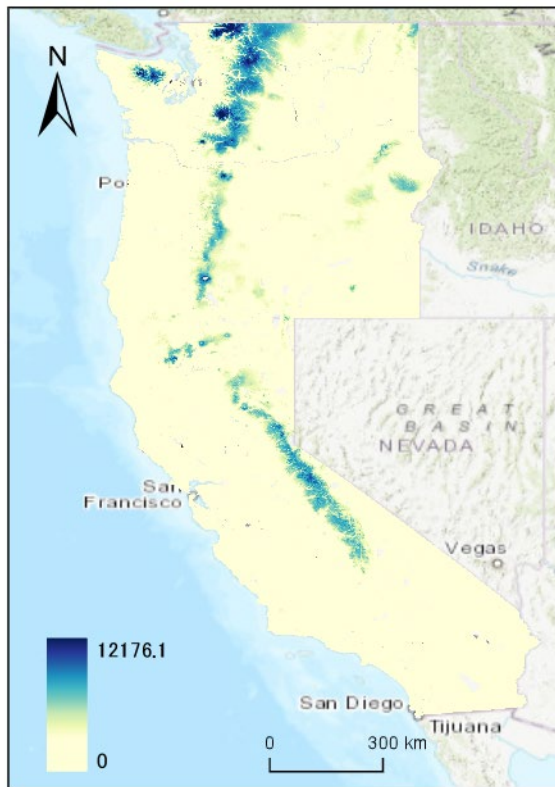 N
Po
IDAHO
Snake
GREAT
BASIN
NEVADA
San
Francisco
Vegas
12176.1
0
San Diego
Tijuana
0 300 km